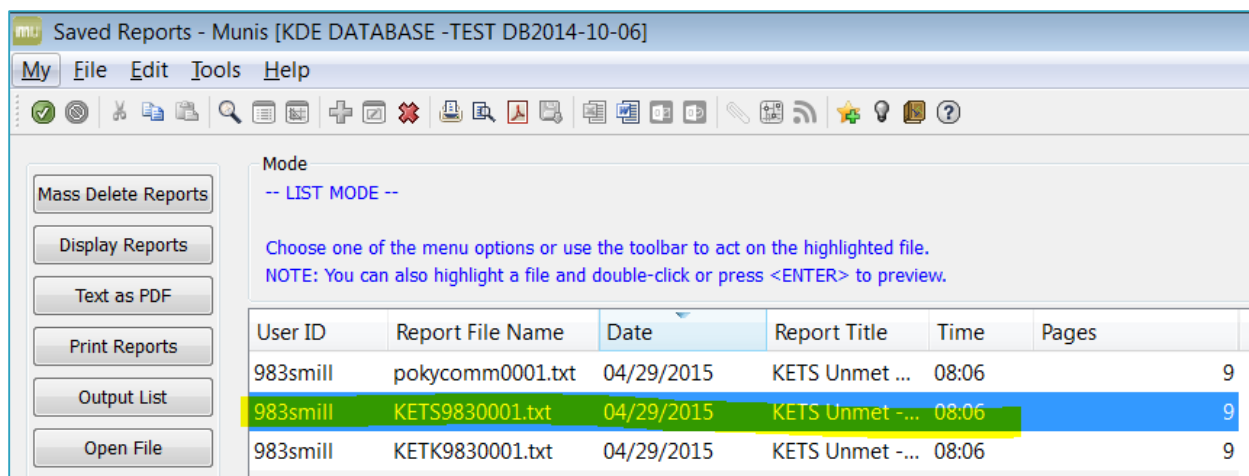 mu Saved Reports - Munis [KDE DATABASE -TEST DB2014-10-06]
My File Edit Tools Help
Mode
-- LIST MODE --
Choose one of the menu options or use the toolbar to act on the highlighted file.
NOTE: You can also highlight a file and double-click or press <ENTER> to preview.
Mass Delete Reports
Display Reports
Text as PDF
Print Reports
Output List
Open File
User ID Report File Name Date Report Title Time Pages
983smill pokycomm0001.txt 04/29/2015 KETS Unmet ... 08:06 9
983smill KETS9830001.txt 04/29/2015 KETS Unmet -... 08:06 9
983smill KETK9830001.txt 04/29/2015 KETS Unmet -... 08:06 9